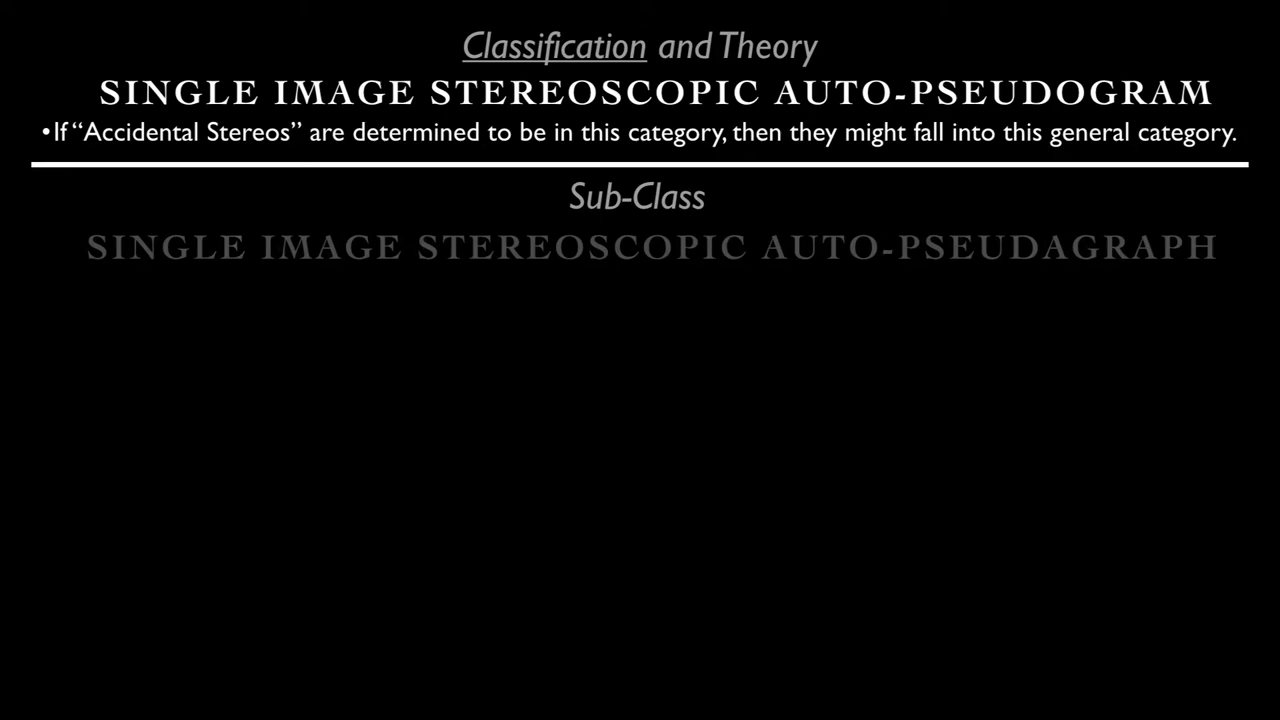 Classification and Theory
SINGLE IMAGE STEREOSCOPIC AUTO-PSEUDOGRAM
•If “Accidental Stereos” are determined to be in this category, then they might fall into this general category.
Sub-Class
SINGLE IMAGE STEREOSCOPIC AUTO-PSEUDAGRAPH